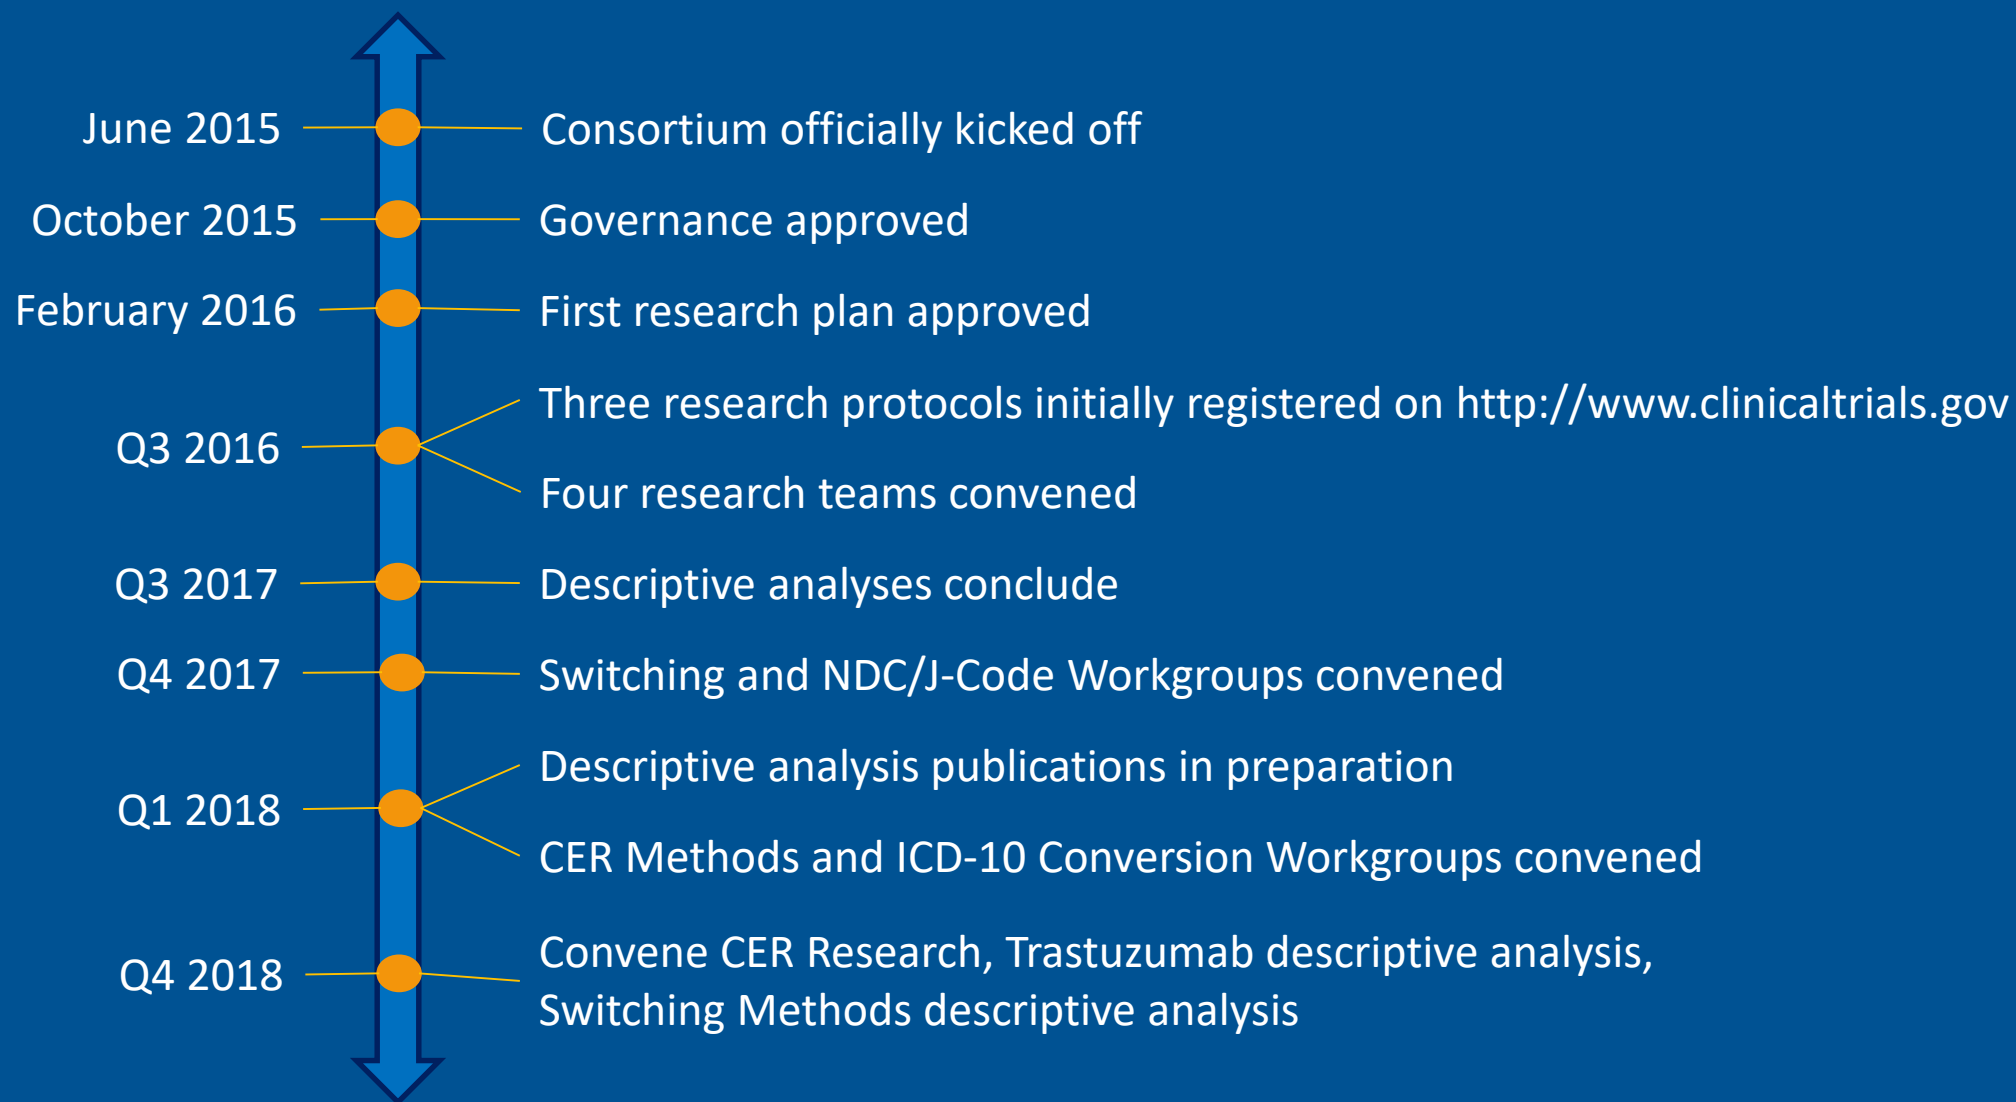 June 2015
Consortium officially kicked off
October 2015
Governance approved
February 2016
First research plan approved
Q3 2016
Three research protocols initially registered on http://www.clinicaltrials.gov
Four research teams convened
Q3 2017
Descriptive analyses conclude
Q4 2017
Switching and NDC/J-Code Workgroups convened
Q1 2018
Descriptive analysis publications in preparation
CER Methods and ICD-10 Conversion Workgroups convened
Q4 2018
Convene CER Research, Trastuzumab descriptive analysis,
Switching Methods descriptive analysis